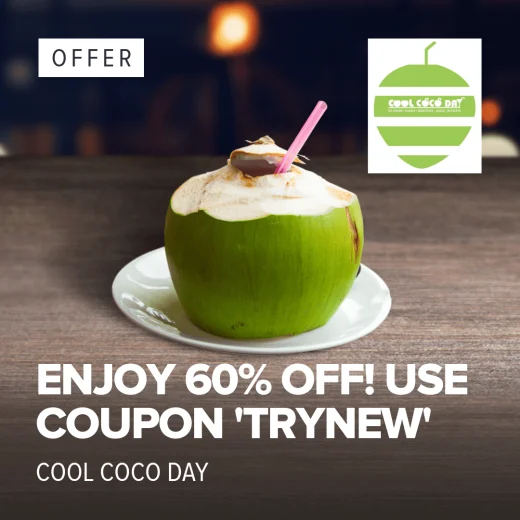 OFFER
COOL COCO DAY
ENJOY 60% OFF! USE
COUPON 'TRYNEW'
COOL COCO DAY